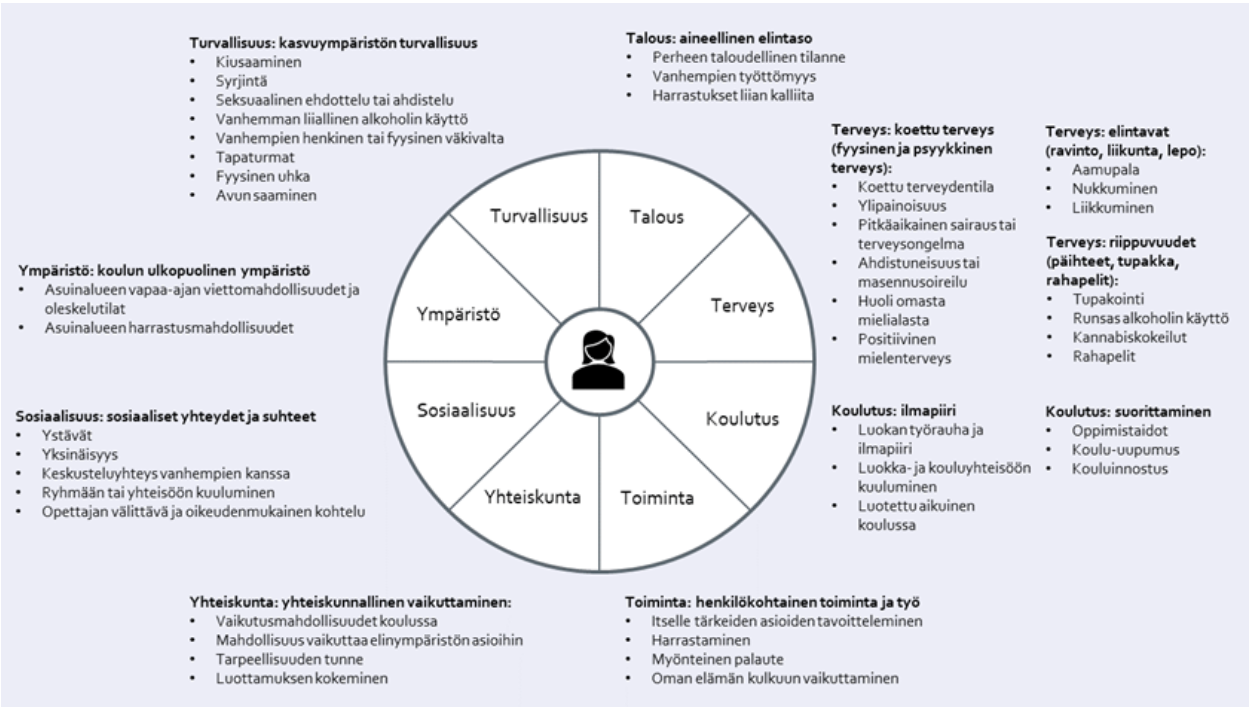 Turvallisuus: kasvuympäristön turvallisuus
• Kiusaaminen
• Syrjintä
• Seksuaalinen ehdottelu tai ahdistelu
• Vanhemman liiallinen alkoholin käyttö
• Vanhempien henkinen tai fyysinen väkivalta
• Tapaturmat
• Fyysinen uhka
• Avun saaminen
Talous: aineellinen elintaso
• Perheen taloudellinen tilanne
• Vanhempien työttömyys
• Harrastukset liian kalliita
Terveys: koettu terveys
(fyysinen ja psyykkinen
terveys):
• Koettu terveydentila
• Ylipainoisuus
• Pitkäaikainen sairaus tai
terveysongelma
• Ahdistuneisuus tai
masennusoireilu
• Huoli omasta
mielialasta
• Positiivinen
mielenterveys
Terveys: elintavat
(ravinto, liikunta, lepo):
• Aamupala
• Nukkuminen
• Liikkuminen
Terveys: riippuvuudet
(päihteet, tupakka,
rahapelit):
• Tupakointi
• Runsas alkoholin käyttö
• Kannabiskokeilut
• Rahapelit
Ympäristö: koulun ulkopuolinen ympäristö
• Asuinalueen vapaa-ajan viettomahdollisuudet ja
oleskelutilat
• Asuinalueen harrastusmahdollisuudet
Turvallisuus
Talous
Ympäristö
Terveys
Sosiaalisuus
Koulutus
Yhteiskunta
Toiminta
Sosiaalisuus: sosiaaliset yhteydet ja suhteet
• Ystävät
• Yksinäisyys
• Keskusteluyhteys vanhempien kanssa
• Ryhmään tai yhteisöön kuuluminen
• Opettajan välittävä ja oikeudenmukainen kohtelu
Koulutus: ilmapiiri
• Luokan työrauha ja
ilmapiiri
• Luokka- ja kouluyhteisöön
kuuluminen
• Luotettu aikuinen
koulussa
Koulutus: suorittaminen
• Oppimistaidot
• Koulu-uupumus
• Kouluinnostus
Yhteiskunta: yhteiskunnallinen vaikuttaminen:
• Vaikutusmahdollisuudet koulussa
• Mahdollisuus vaikuttaa elinympäristön asioihin
• Tarpeellisuuden tunne
• Luottamuksen kokeminen
Toiminta: henkilökohtainen toiminta ja työ
• Itselle tärkeiden asioiden tavoitteleminen
• Harrastaminen
• Myönteinen palaute
• Oman elämän kulkuun vaikuttaminen